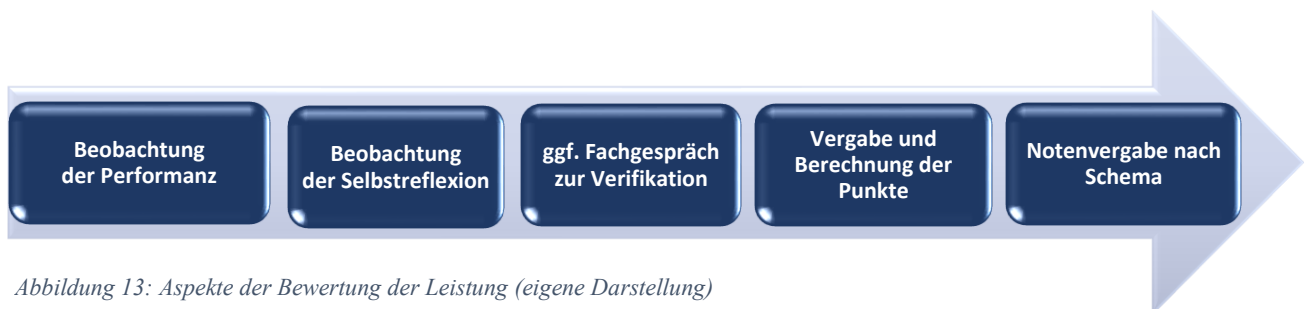 Beobachtung
der Performanz
Beobachtung
der Selbstreflexion
ggf. Fachgespräch
zur Verifikation
Vergabe und
Berechnung der
Punkte
Notenvergabe nach
Schema
Abbildung 13: Aspekte der Bewertung der Leistung (eigene Darstellung)